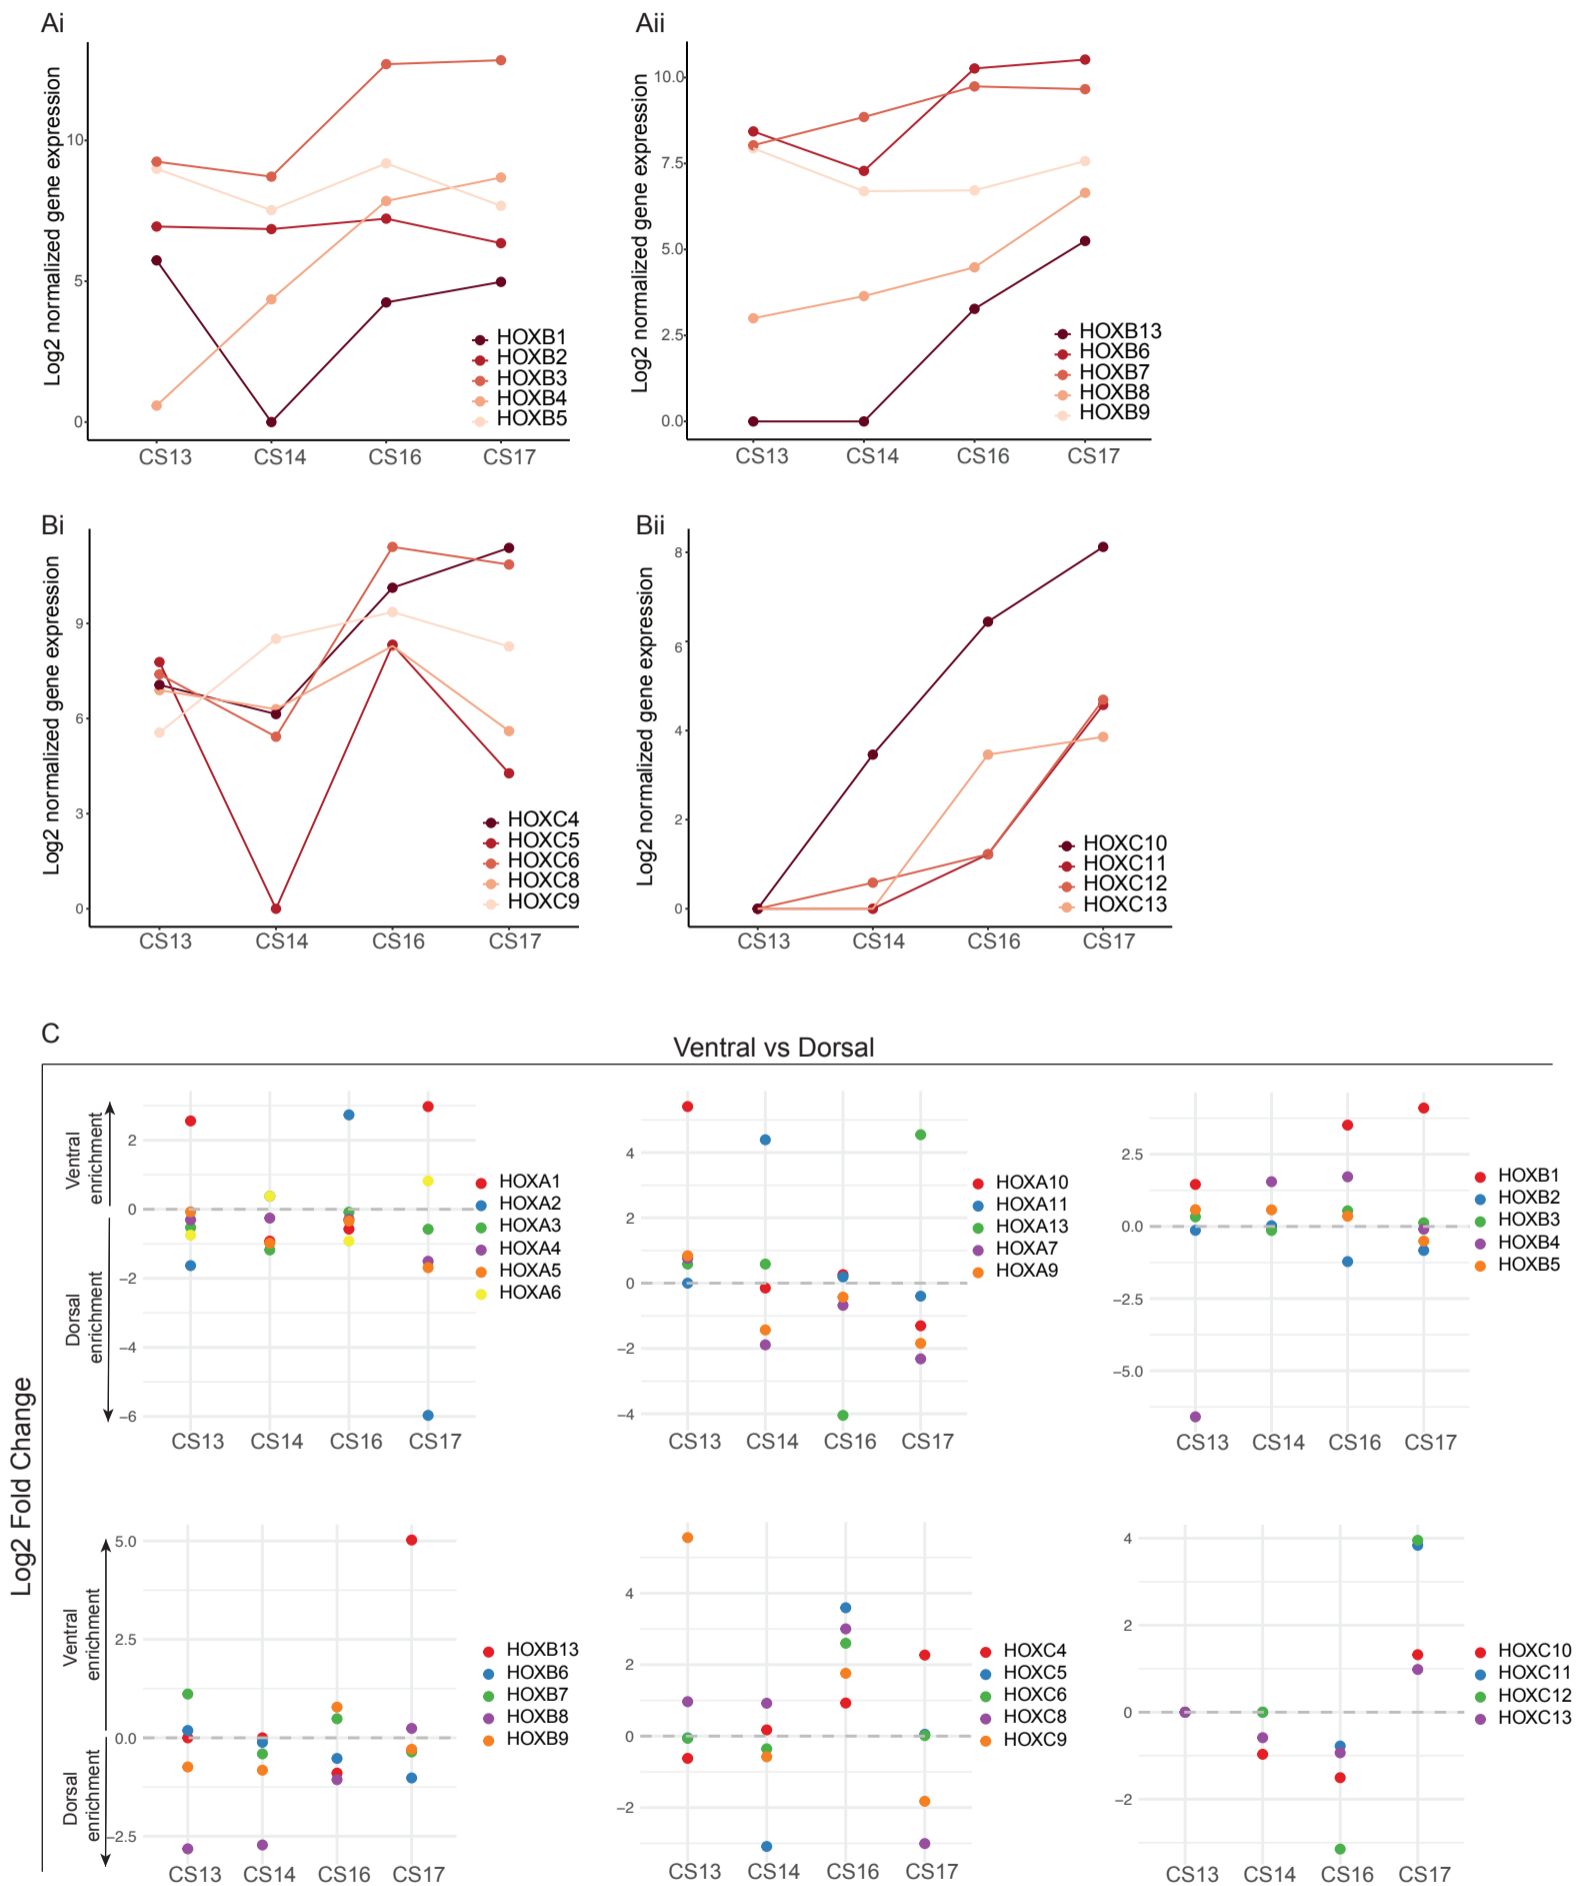 Ai
Log2 normalized gene expression
10
5
0
CS13 CS14 CS16 CS17
HOXB1
HOXB2
HOXB3
HOXB4
HOXB5
Aii
Log2 normalized gene expression
10.0
7.5
5.0
2.5
0.0
CS13 CS14 CS16 CS17
HOXB13
HOXB6
HOXB7
HOXB8
HOXB9
Bi
Log2 normalized gene expression
9
6
3
0
CS13 CS14 CS16 CS17
HOXC4
HOXC5
HOXC6
HOXC8
HOXC9
Bii
Log2 normalized gene expression
8
6
4
2
0
CS13 CS14 CS16 CS17
HOXC10
HOXC11
HOXC12
HOXC13
C
Ventral vs Dorsal
Log2 Fold Change
Ventral
enrichment
Dorsal
enrichment
2
0
−2
−4
−6
CS13 CS14 CS16 CS17
HOXA1
HOXA2
HOXA3
HOXA4
HOXA5
HOXA6
4
2
0
−2
−4
CS13 CS14 CS16 CS17
HOXA10
HOXA11
HOXA13
HOXA7
HOXA9
2.5
0.0
−2.5
−5.0
CS13 CS14 CS16 CS17
HOXB1
HOXB2
HOXB3
HOXB4
HOXB5
Ventral
enrichment
Dorsal
enrichment
5.0
2.5
0.0
−2.5
CS13 CS14 CS16 CS17
HOXB13
HOXB6
HOXB7
HOXB8
HOXB9
4
2
0
−2
CS13 CS14 CS16 CS17
HOXC4
HOXC5
HOXC6
HOXC8
HOXC9
4
2
0
−2
CS13 CS14 CS16 CS17
HOXC10
HOXC11
HOXC12
HOXC13